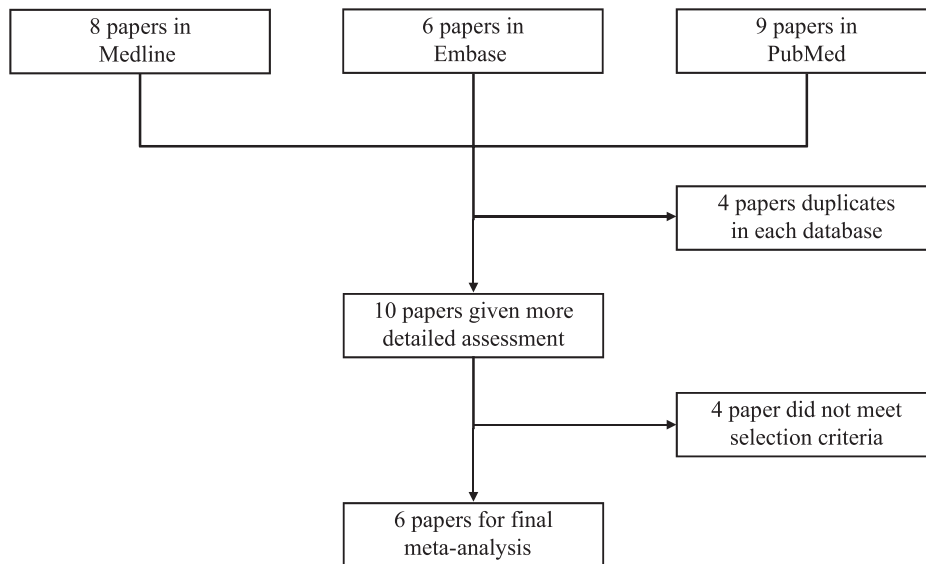 8 papers in
Medline
6 papers in
Embase
9 papers in
PubMed
4 papers duplicates
in each database
10 papers given more
detailed assessment
4 paper did not meet
selection criteria
6 papers for final
meta-analysis